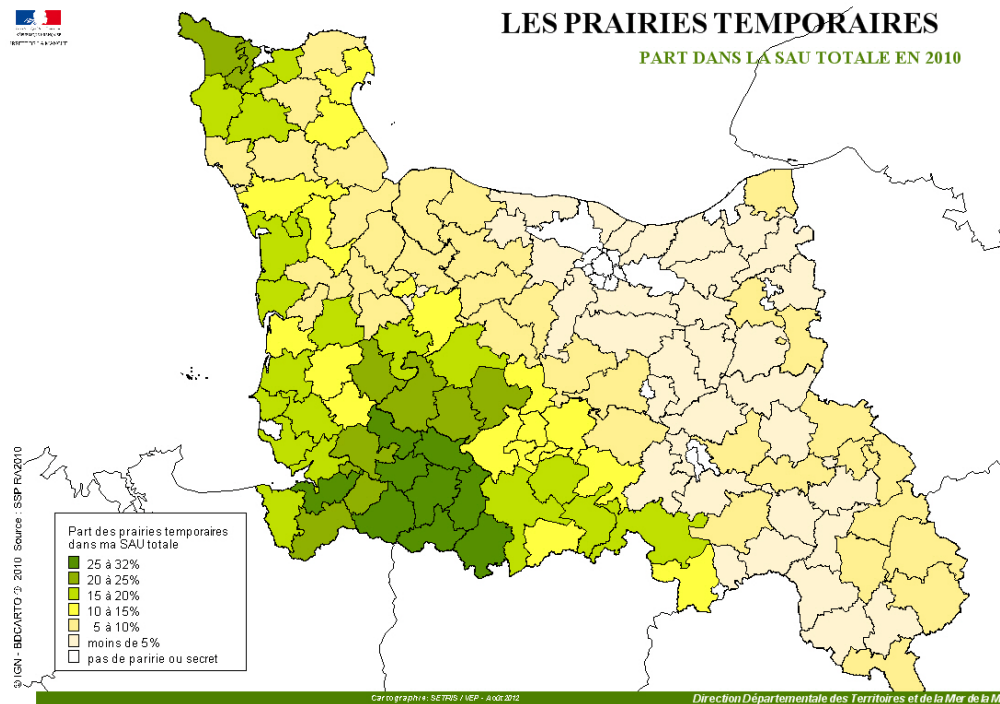 LES PRAIRIES TEMPORAIRES
PART DANS LA SAU TOTALE EN 2010
© IGN - BDCARTO ® 2010 Source : SSP RA2010
Part des prairies temporaires
dans ma SAU totale
25 à 32%
20 à 25%
15 à 20%
10 à 15%
5 à 10%
moins de 5%
pas de paririe ou secret
Cartographie: SETRIS / VEP - Août 2012
Direction Départementale des Territoires et de la Mer de la M